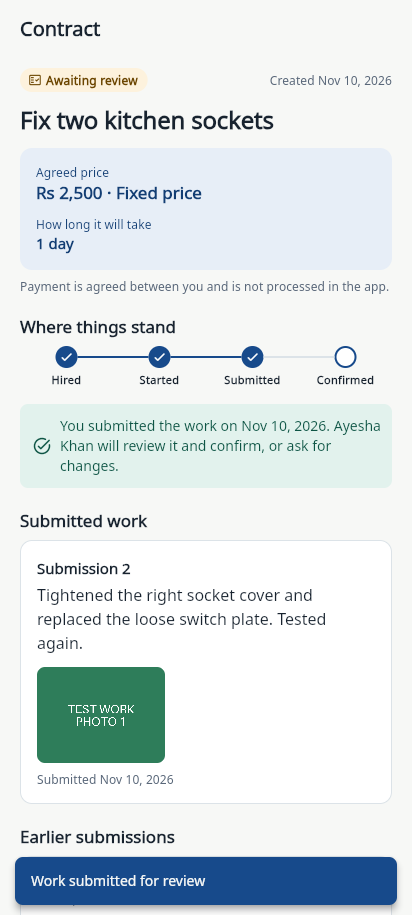 Contract
Awaiting review
Created Nov 10, 2026
Fix two kitchen sockets
Agreed price
Rs 2,500 · Fixed price
How long it will take
1 day
Payment is agreed between you and is not processed in the app.
Where things stand
Hired
Started
Submitted
Confirmed
You submitted the work on Nov 10, 2026. Ayesha
Khan will review it and confirm, or ask for
changes.
Submitted work
Submission 2
Tightened the right socket cover and
replaced the loose switch plate. Tested
again.
TEST WORK
PHOTO 1
Submitted Nov 10, 2026
Earlier submissions
Work submitted for review